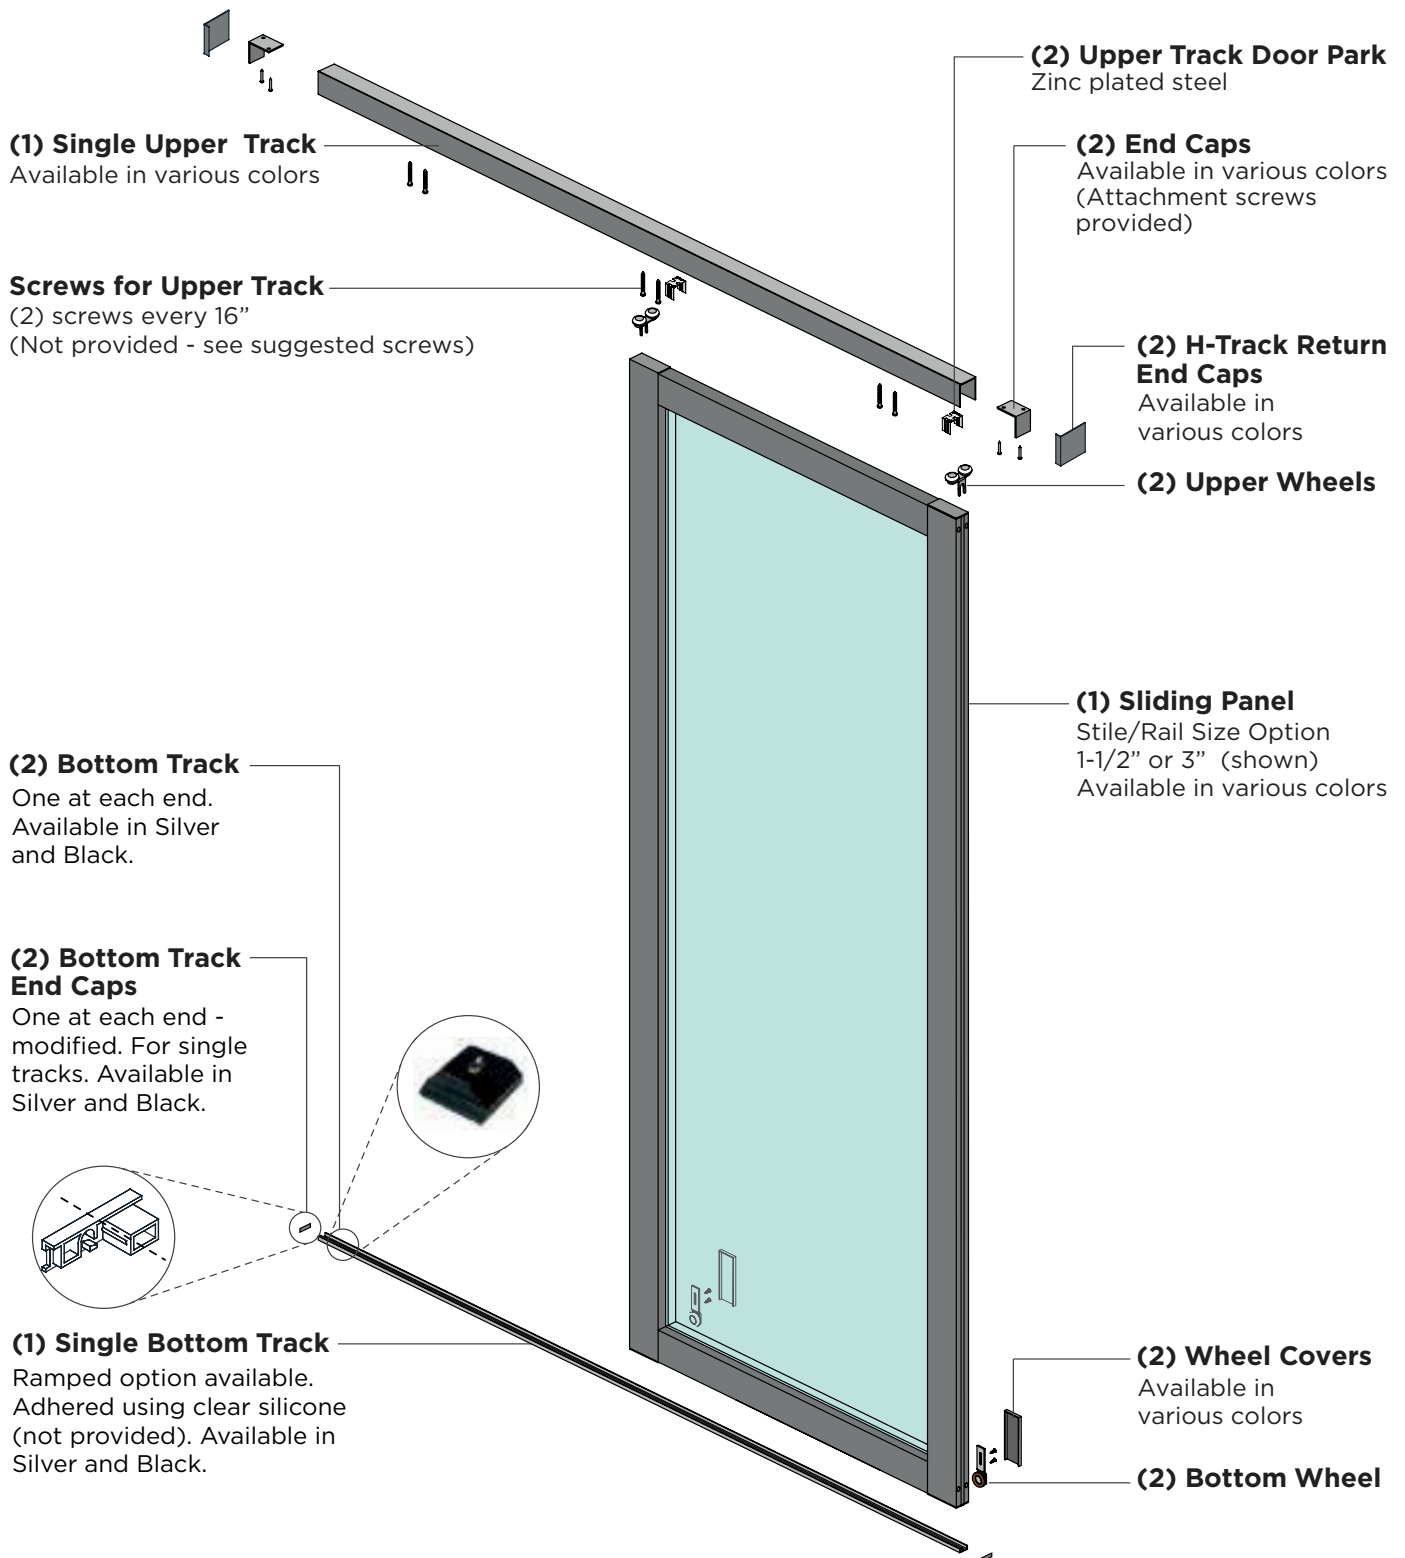 (2) Upper Track Door Park
Zinc plated steel
(1) Single Upper Track
Available in various colors
(2) End Caps
Available in various colors
(Attachment screws
provided)
Screws for Upper Track
(2) screws every 16”
(Not provided - see suggested screws)
(2) H-Track Return
End Caps
Available in
various colors
(2) Upper Wheels
(1) Sliding Panel
Stile/Rail Size Option
1-1/2” or 3” (shown)
Available in various colors
(2) Bottom Track
One at each end.
Available in Silver
and Black.
(2) Bottom Track
End Caps
One at each end -
modified. For single
tracks. Available in
Silver and Black.
(1) Single Bottom Track
Ramped option available.
Adhered using clear silicone
(not provided). Available in
Silver and Black.
(2) Wheel Covers
Available in
various colors
(2) Bottom Wheel